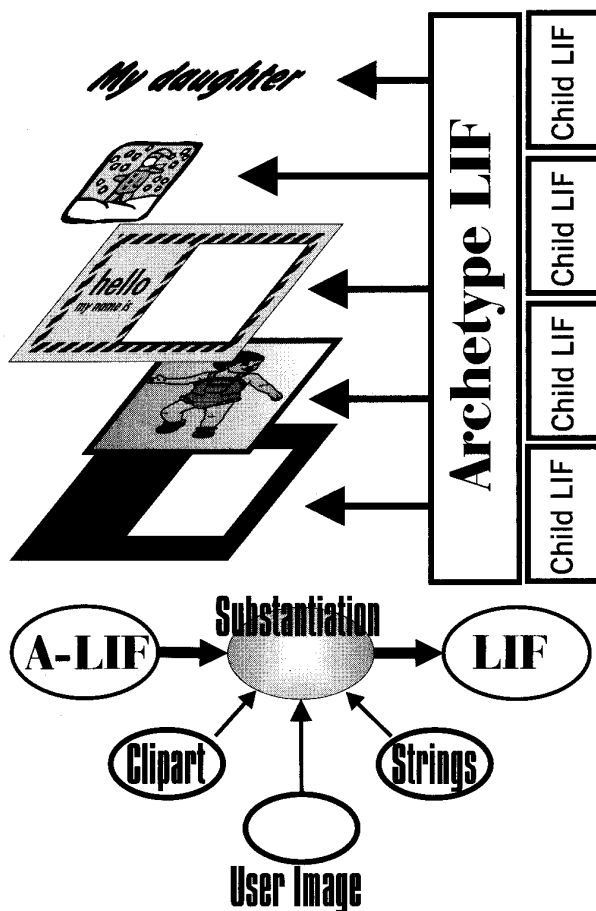 My daughter
hello
my name is
Archetype LIF
Child LIF
Child LIF
Child LIF
Child LIF
Substantiation
A-LIF
LIF
Clipart
Strings
User Image